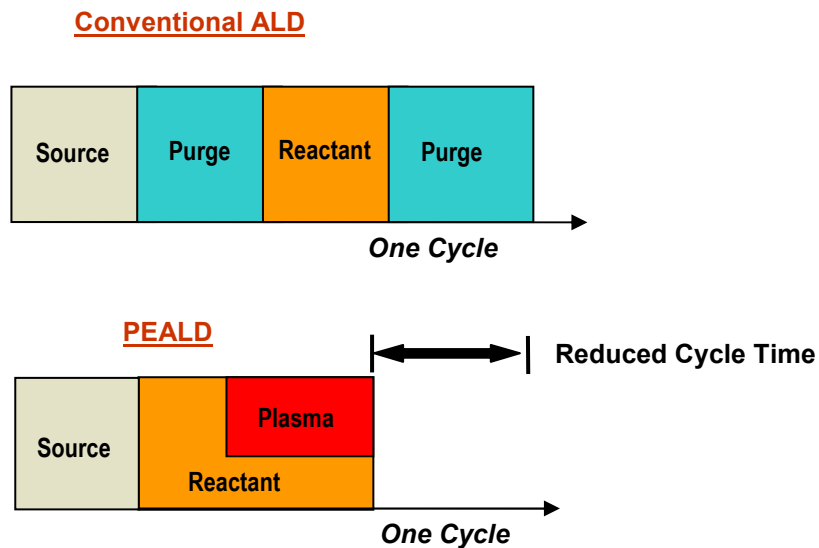 Conventional ALD
Source
Purge
Reactant
Purge
One Cycle
PEALD
Reduced Cycle Time
Plasma
Source
Reactant
One Cycle